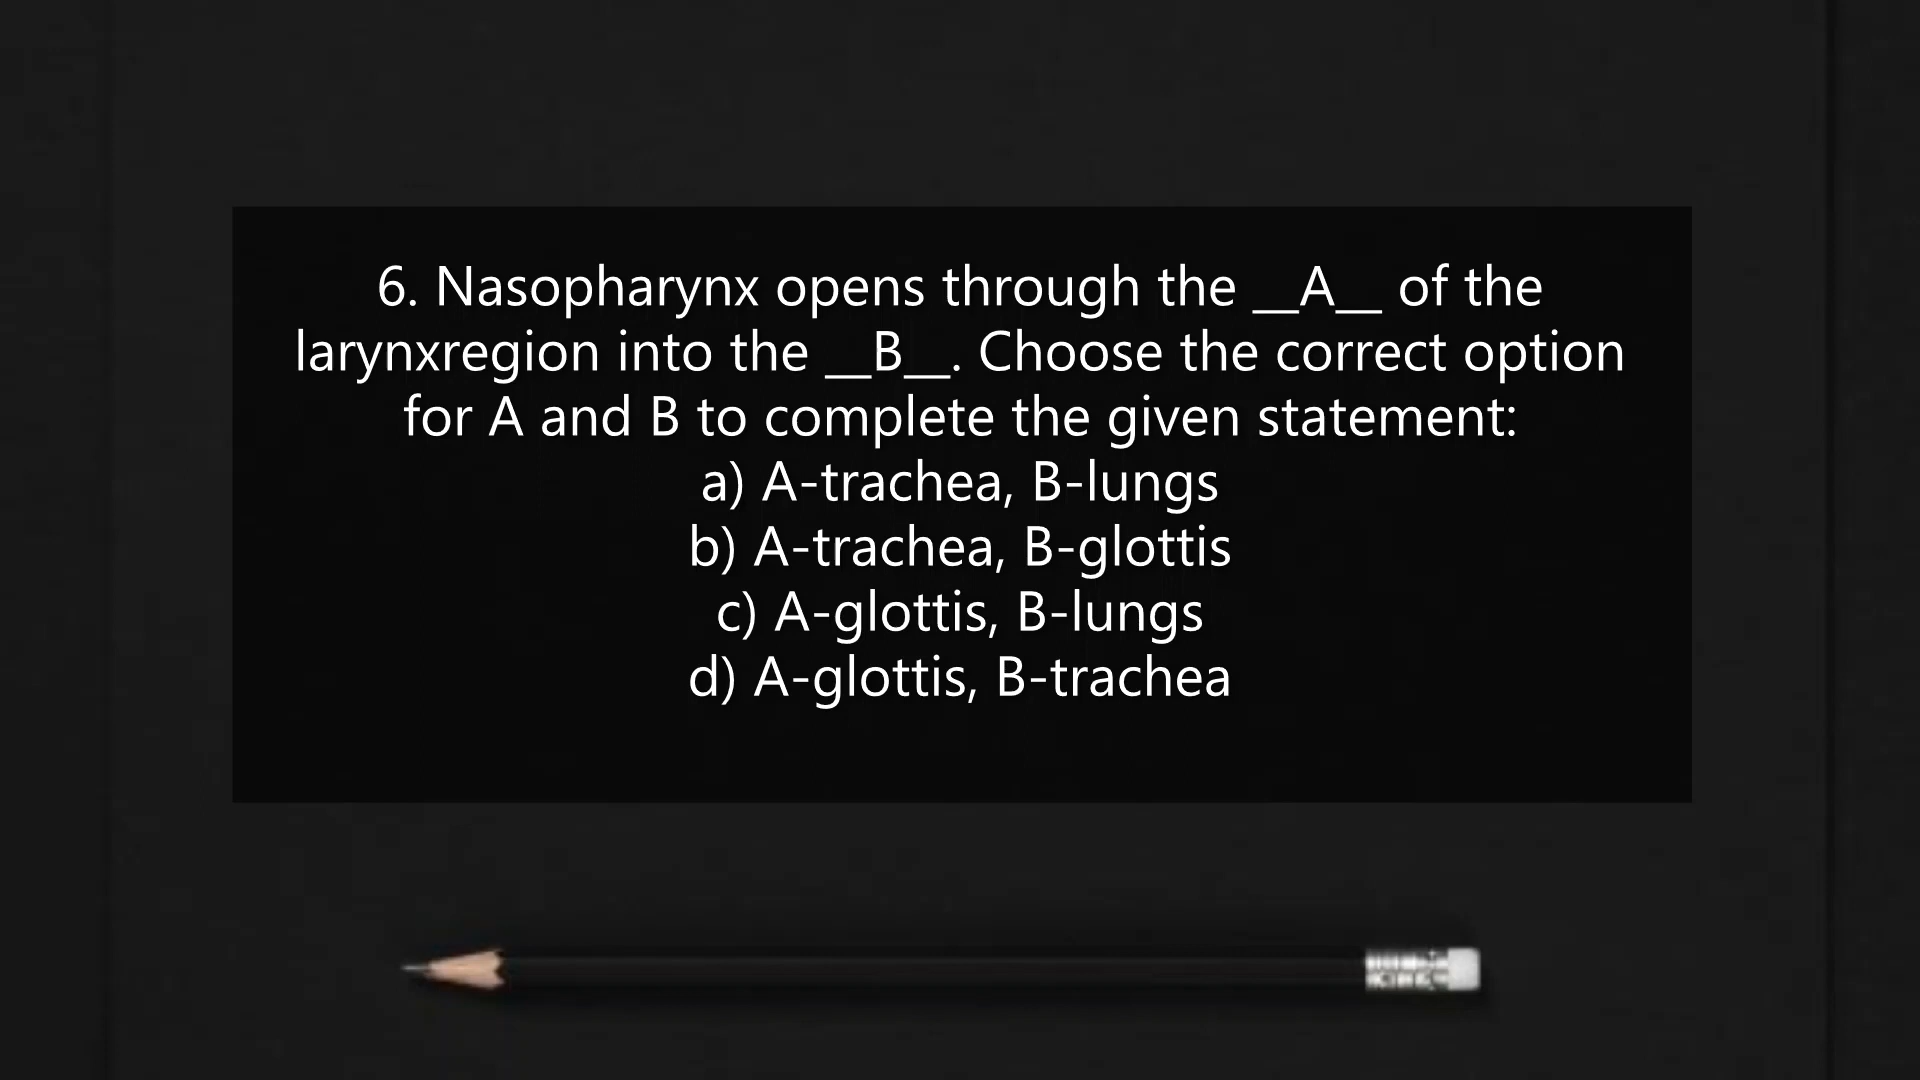 6. Nasopharynx opens through the __A__ of the
larynxregion into the __B__. Choose the correct option
for A and B to complete the given statement:
a) A-trachea, B-lungs
b) A-trachea, B-glottis
c) A-glottis, B-lungs
d) A-glottis, B-trachea